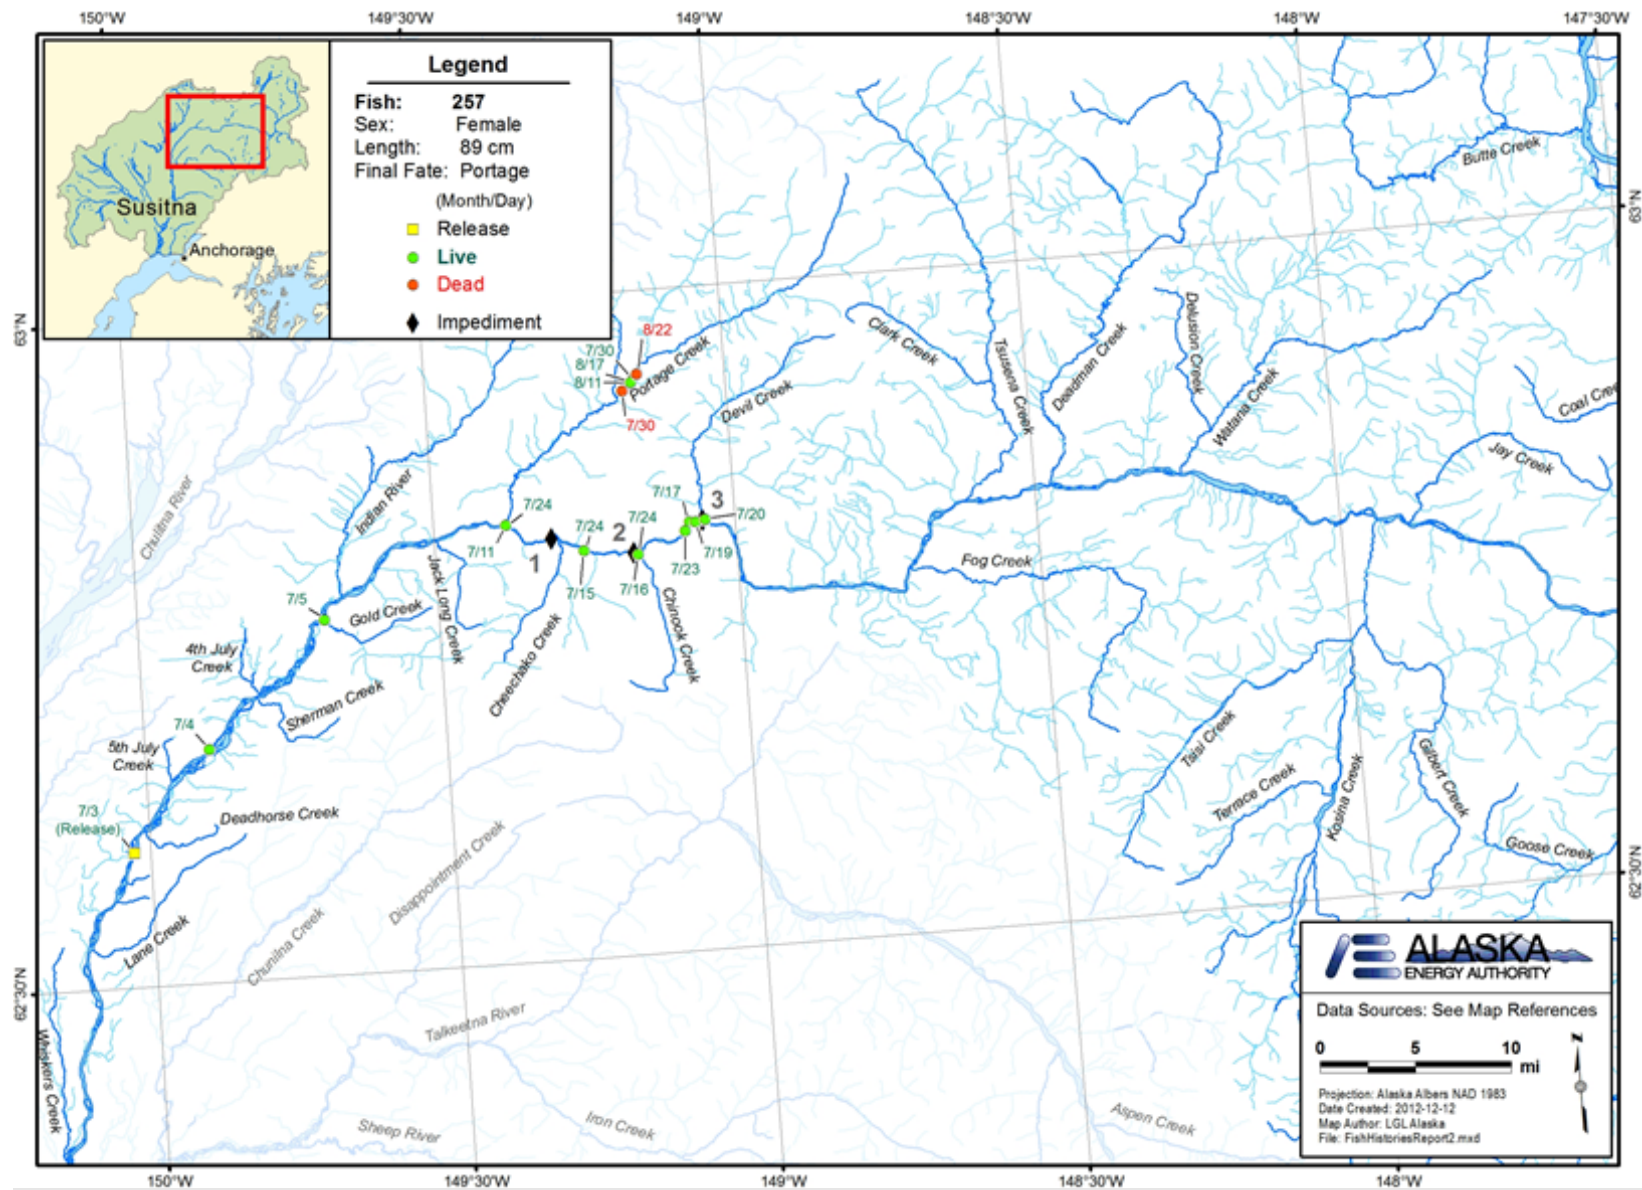 150°W
149°30'W
149°W
148°30'W
148°W
147°30'W
Legend
Fish: 257
Sex: Female
Length: 89 cm
Final Fate: Portage
(Month/Day)
Release
Live
Dead
Impediment
Susitna
Anchorage
63°N
63°N
Butte Creek
8/22
7/30
8/17
8/11
Portage Creek
7/30
Clark Creek
Devil Creek
Tsusena Creek
Deadman Creek
Delusion Creek
Watana Creek
Coal Cree
Jay Creek
Chulitna River
Indian River
7/24
7/11
1
7/24
7/15
2
7/24
7/16
7/17
3
7/20
7/19
7/23
Fog Creek
Jack Long Creek
Cheechako Creek
Chinook Creek
7/5
Gold Creek
4th July
Creek
Sherman Creek
7/4
5th July
Creek
7/3
(Release)
Deadhorse Creek
Lane Creek
Chunilna Creek
Disappointment Creek
Tsisi Creek
Terrace Creek
Kosina Creek
Gilbert Creek
Goose Creek
62°30'N
62°30'N
Whiskers Creek
Talkeetna River
Sheep River
Iron Creek
Aspen Creek
ALASKA
ENERGY AUTHORITY
Data Sources: See Map References
0 5 10
mi
N
Projection: Alaska Albers NAD 1983
Date Created: 2012-12-12
Map Author: LGL Alaska
File: FishHistoriesReport2.mxd
150°W
149°30'W
149°W
148°30'W
148°W